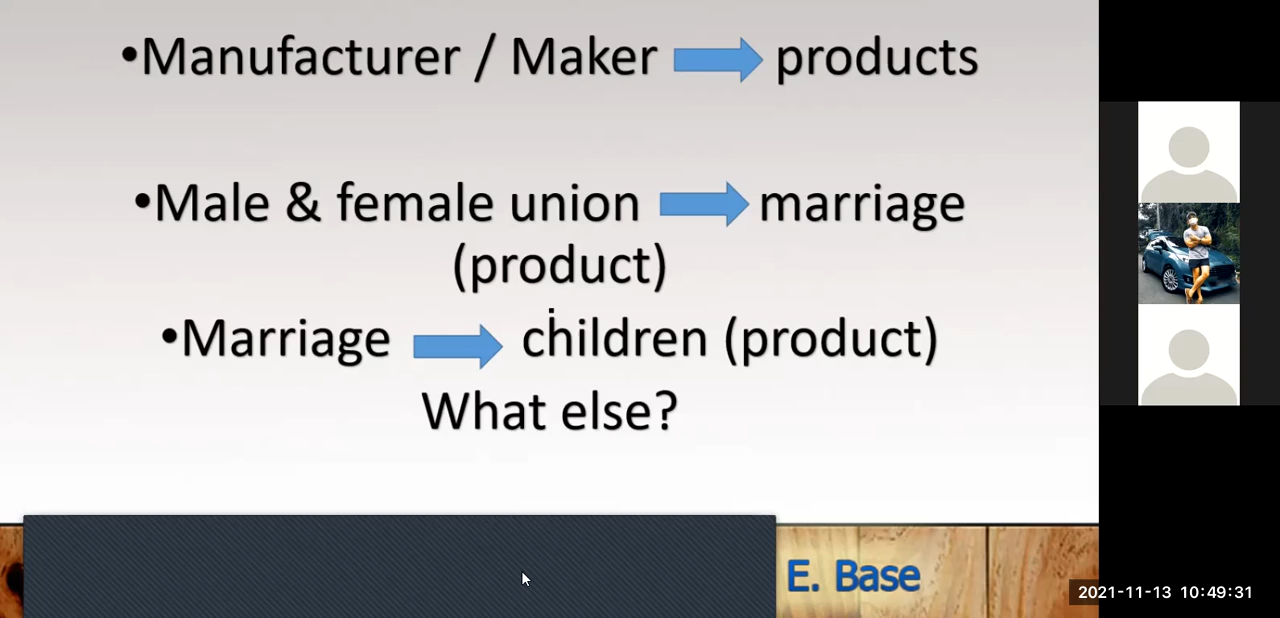 •Manufacturer / Maker ➡ products
•Male & female union ➡ marriage
(product)
•Marriage ➡ children (product)
What else?
E. Base
2021-11-13 10:49:31